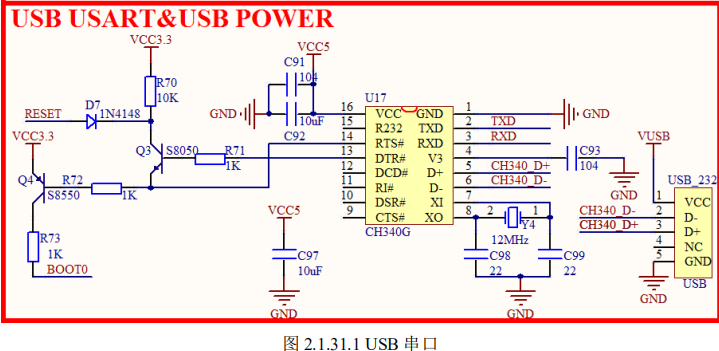 USB USART&USB POWER
VCC3.3
VCC5
C91
104
R70
10K
U17
RESET
D7
1N4148
GND
10uF
C92
16
15
14
13
12
11
10
9
VCC
R232
RTS#
DTR#
DCD#
RI#
DSR#
CTS#
GND
TXD
RXD
V3
D+
D-
XI
XO
1
2
3
4
5
6
7
8
CH340G
GND
TXD
RXD
CH340_D+
CH340_D-
C93
104
GND
VCC3.3
Q3
S8050
R71
1K
Q4
S8550
R72
1K
R73
1K
BOOT0
VCC5
C97
10uF
GND
2
1
Y4
12MHz
C98
22
C99
22
GND
VUSB
USB_232
CH340_D-
CH340_D+
1
2
3
4
5
VCC
D-
D+
NC
GND
USB
GND
图 2.1.31.1 USB 串口